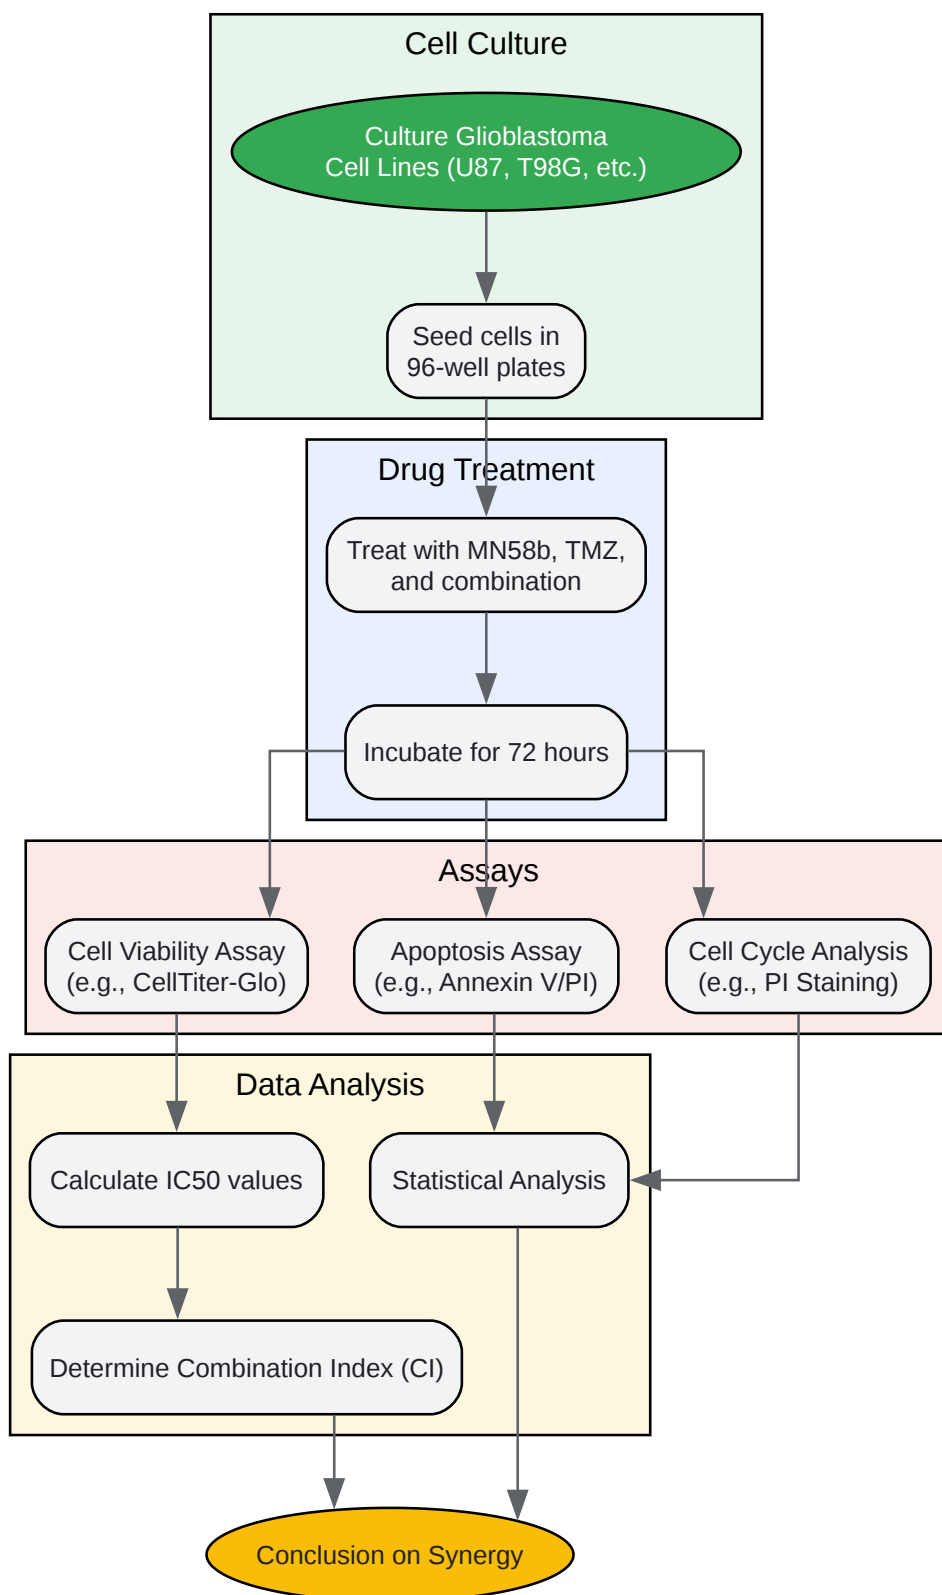 Cell Culture
Culture Glioblastoma
Cell Lines (U87, T98G, etc.)
Seed cells in
96-well plates
Drug Treatment
Treat with MN58b, TMZ,
and combination
Incubate for 72 hours
Assays
Cell Viability Assay
(e.g., CellTiter-Glo)
Apoptosis Assay
(e.g., Annexin V/PI)
Cell Cycle Analysis
(e.g., PI Staining)
Data Analysis
Calculate IC50 values
Statistical Analysis
Determine Combination Index (CI)
Conclusion on Synergy